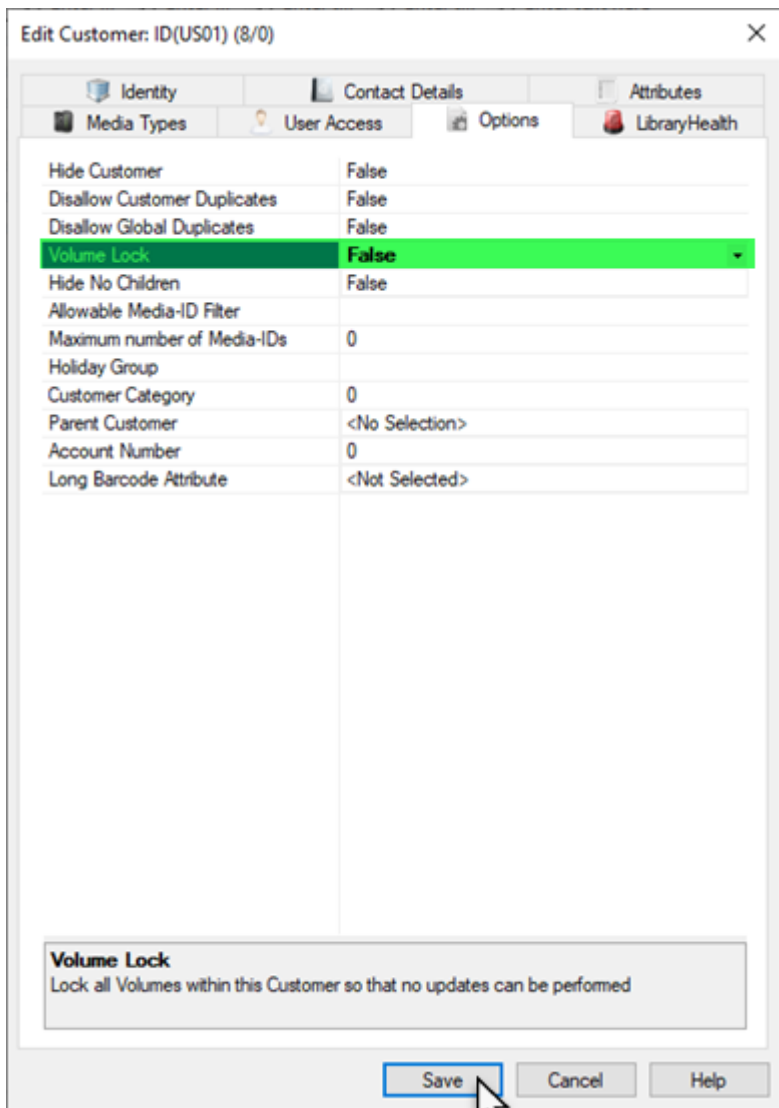 Edit Customer: ID(US01) (8/0)
Identity Contact Details Attributes
Media Types User Access Options LibraryHealth
Hide Customer False
Disallow Customer Duplicates False
Disallow Global Duplicates False
Volume Lock False
Hide No Children False
Allowable Media-ID Filter
Maximum number of Media-IDs 0
Holiday Group
Customer Category 0
Parent Customer <No Selection>
Account Number 0
Long Barcode Attribute <Not Selected>
Volume Lock
Lock all Volumes within this Customer so that no updates can be performed
Save Cancel Help